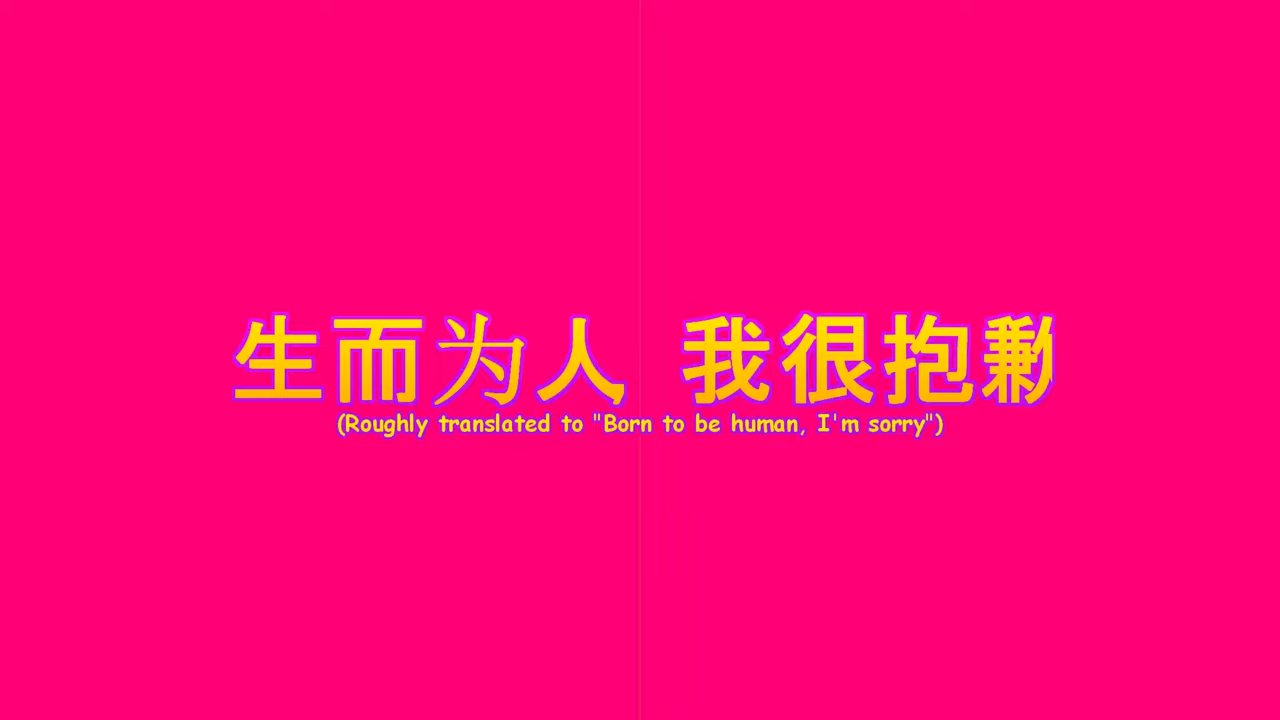 生而为人 我很抱歉
(Roughly translated to "Born to be human, I'm sorry")